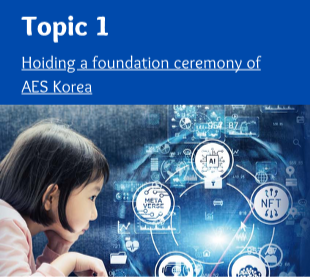 Topic 1
Hoiding a foundation ceremony of
AES Korea
AI
META
VERSE
NFT